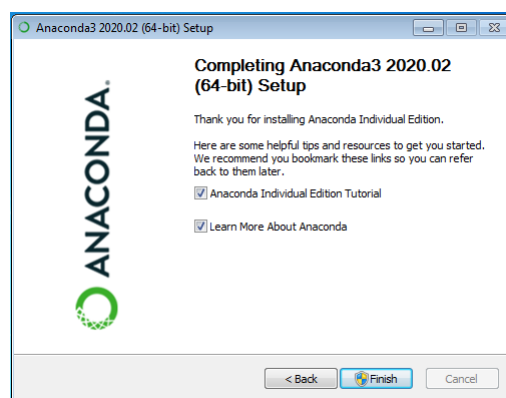 Anaconda3 2020.02 (64-bit) Setup
ANACONDA.
Completing Anaconda3 2020.02
(64-bit) Setup
Thank you for installing Anaconda Individual Edition.
Here are some helpful tips and resources to get you started.
We recommend you bookmark these links so you can refer
back to them later.
Anaconda Individual Edition Tutorial
Learn More About Anaconda
< Back
Finish
Cancel